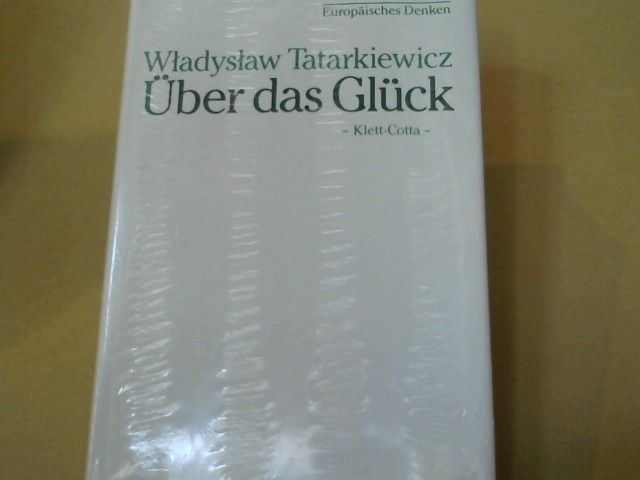 Europäisches Denken
Władysław Tatarkiewicz
Über das Glück
– Klett-Cotta –